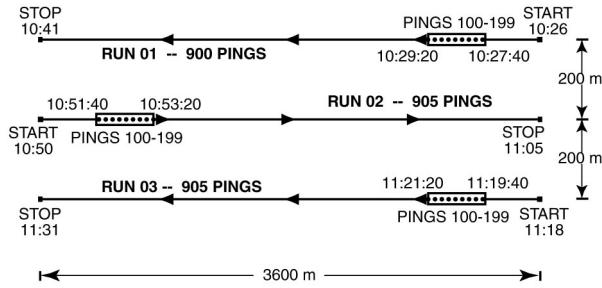 STOP
10:41
PINGS 100-199
START
10:26
RUN 01 -- 900 PINGS
10:29:20 10:27:40
200 m
10:51:40 10:53:20
RUN 02 -- 905 PINGS
START
10:50
PINGS 100-199
STOP
11:05
200 m
RUN 03 -- 905 PINGS
11:21:20 11:19:40
STOP
11:31
PINGS 100-199
START
11:18
3600 m